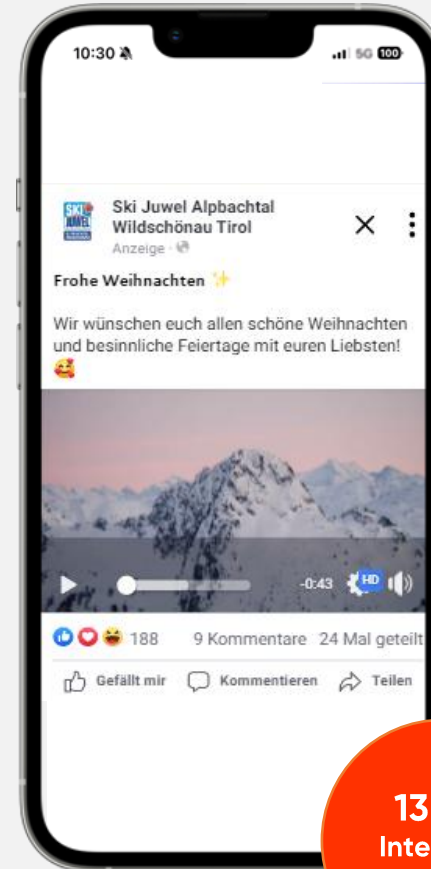 10:30
5G 100
SKI
JUWEL
Ski Juwel Alpbachtal
Wildschönau Tirol
Anzeige ·
Frohe Weihnachten ✨
Wir wünschen euch allen schöne Weihnachten
und besinnliche Feiertage mit euren Liebsten!
🥰
-0:43 HD
188 9 Kommentare 24 Mal geteilt
Gefällt mir Kommentieren Teilen
13
Inte